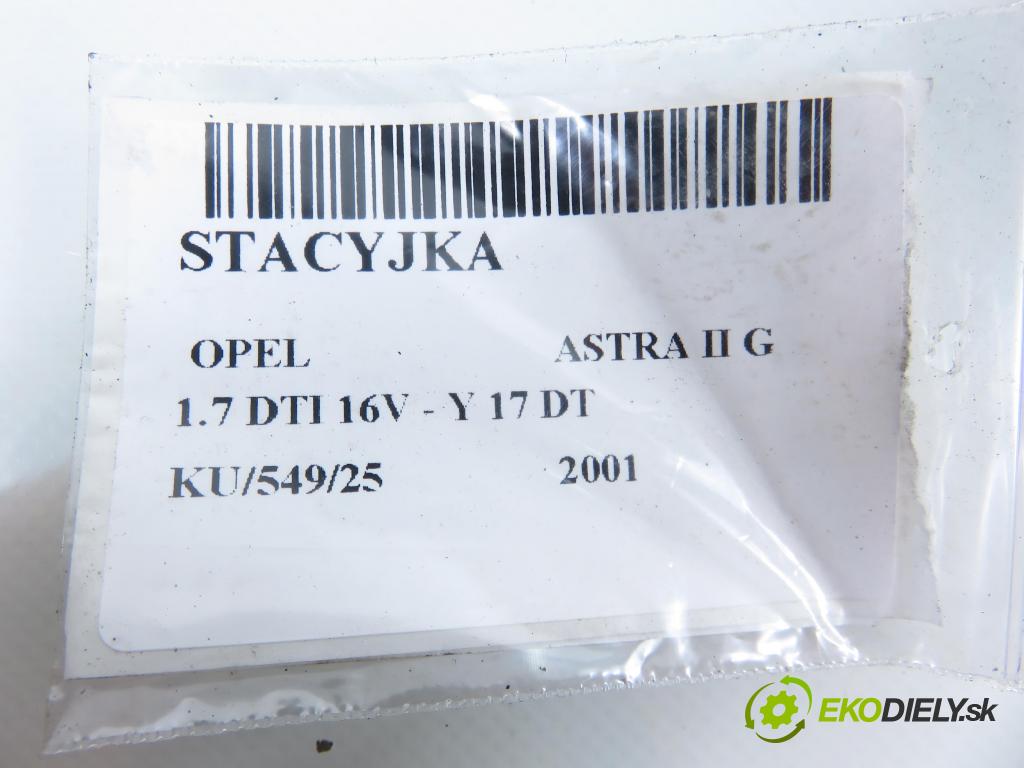 STACYJKA
OPEL ASTRA II G
1.7 DTI 16V - Y 17 DT
KU/549/25 2001
EKODIELY.sk